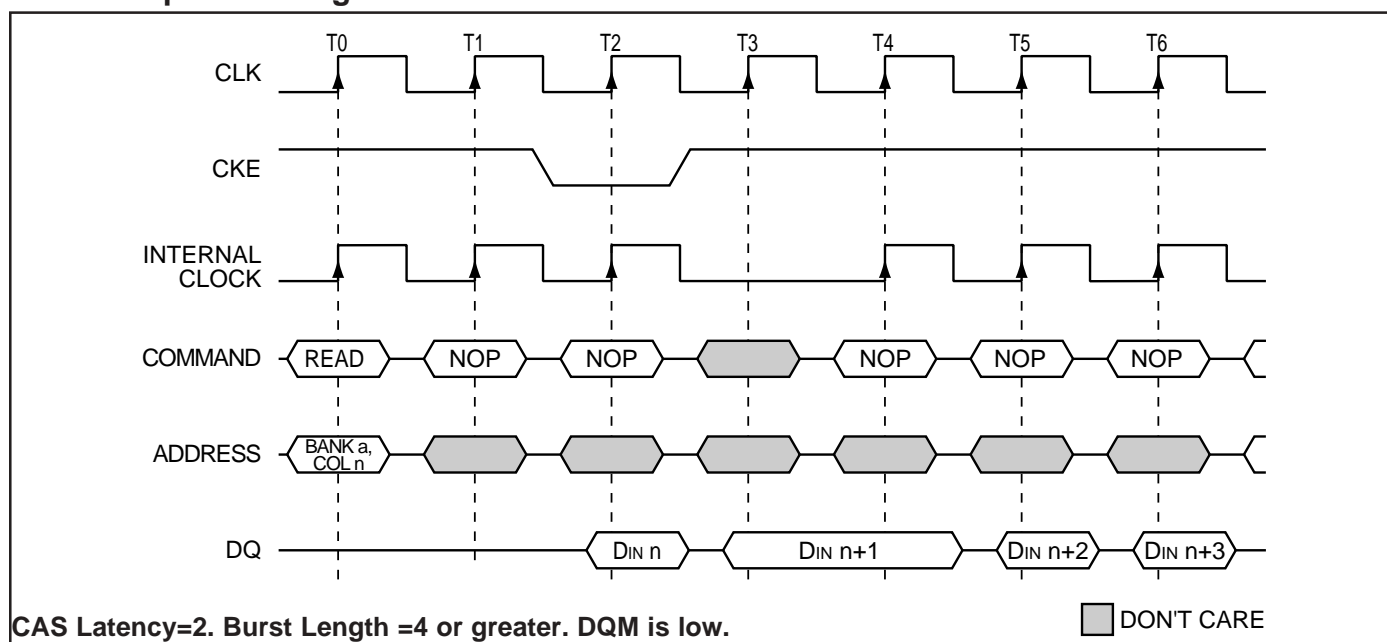 T0 T1 T2 T3 T4 T5 T6
CLK
CKE
INTERNAL
CLOCK
COMMAND READ NOP NOP NOP NOP NOP
ADDRESS BANK a,
COL n
DQ DIN n DIN n+1 DIN n+2 DIN n+3
CAS Latency=2. Burst Length =4 or greater. DQM is low.
DON'T CARE